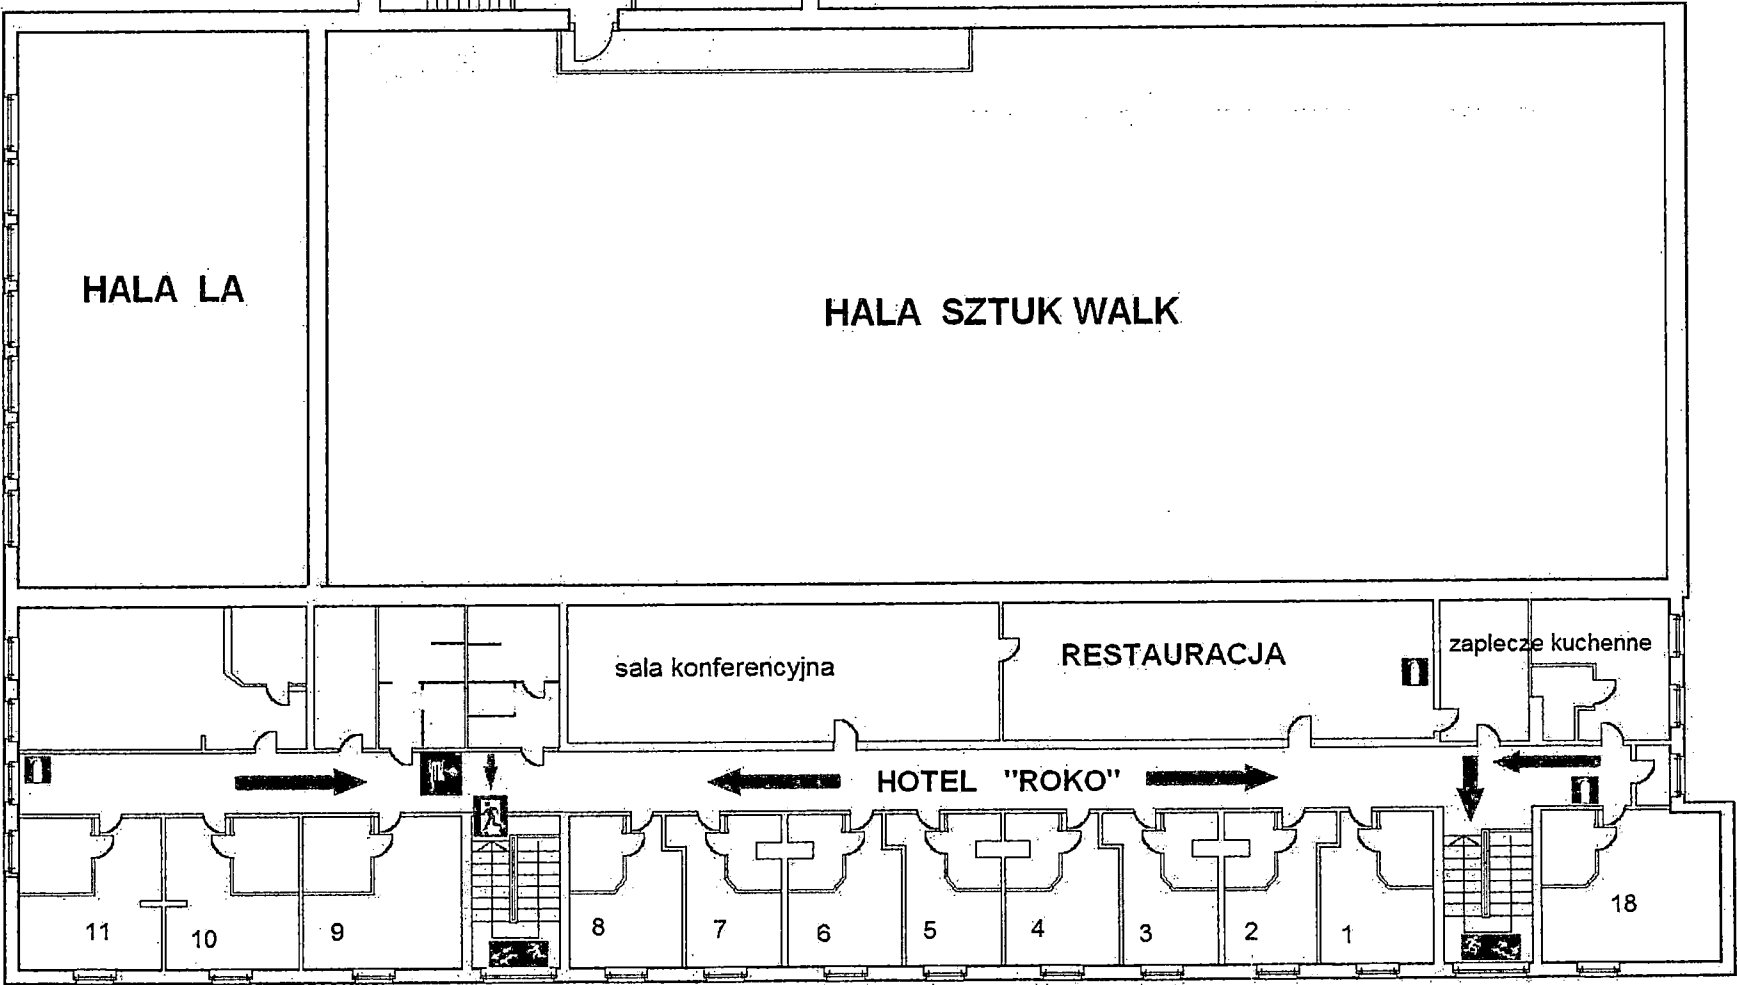 HALA LA
HALA SZTUK WALK
sala konferencyjna
RESTAURACJA
zaplecze kuchenne
HOTEL "ROKO"
11
10
9
8
7
6
5
4
3
2
1
18